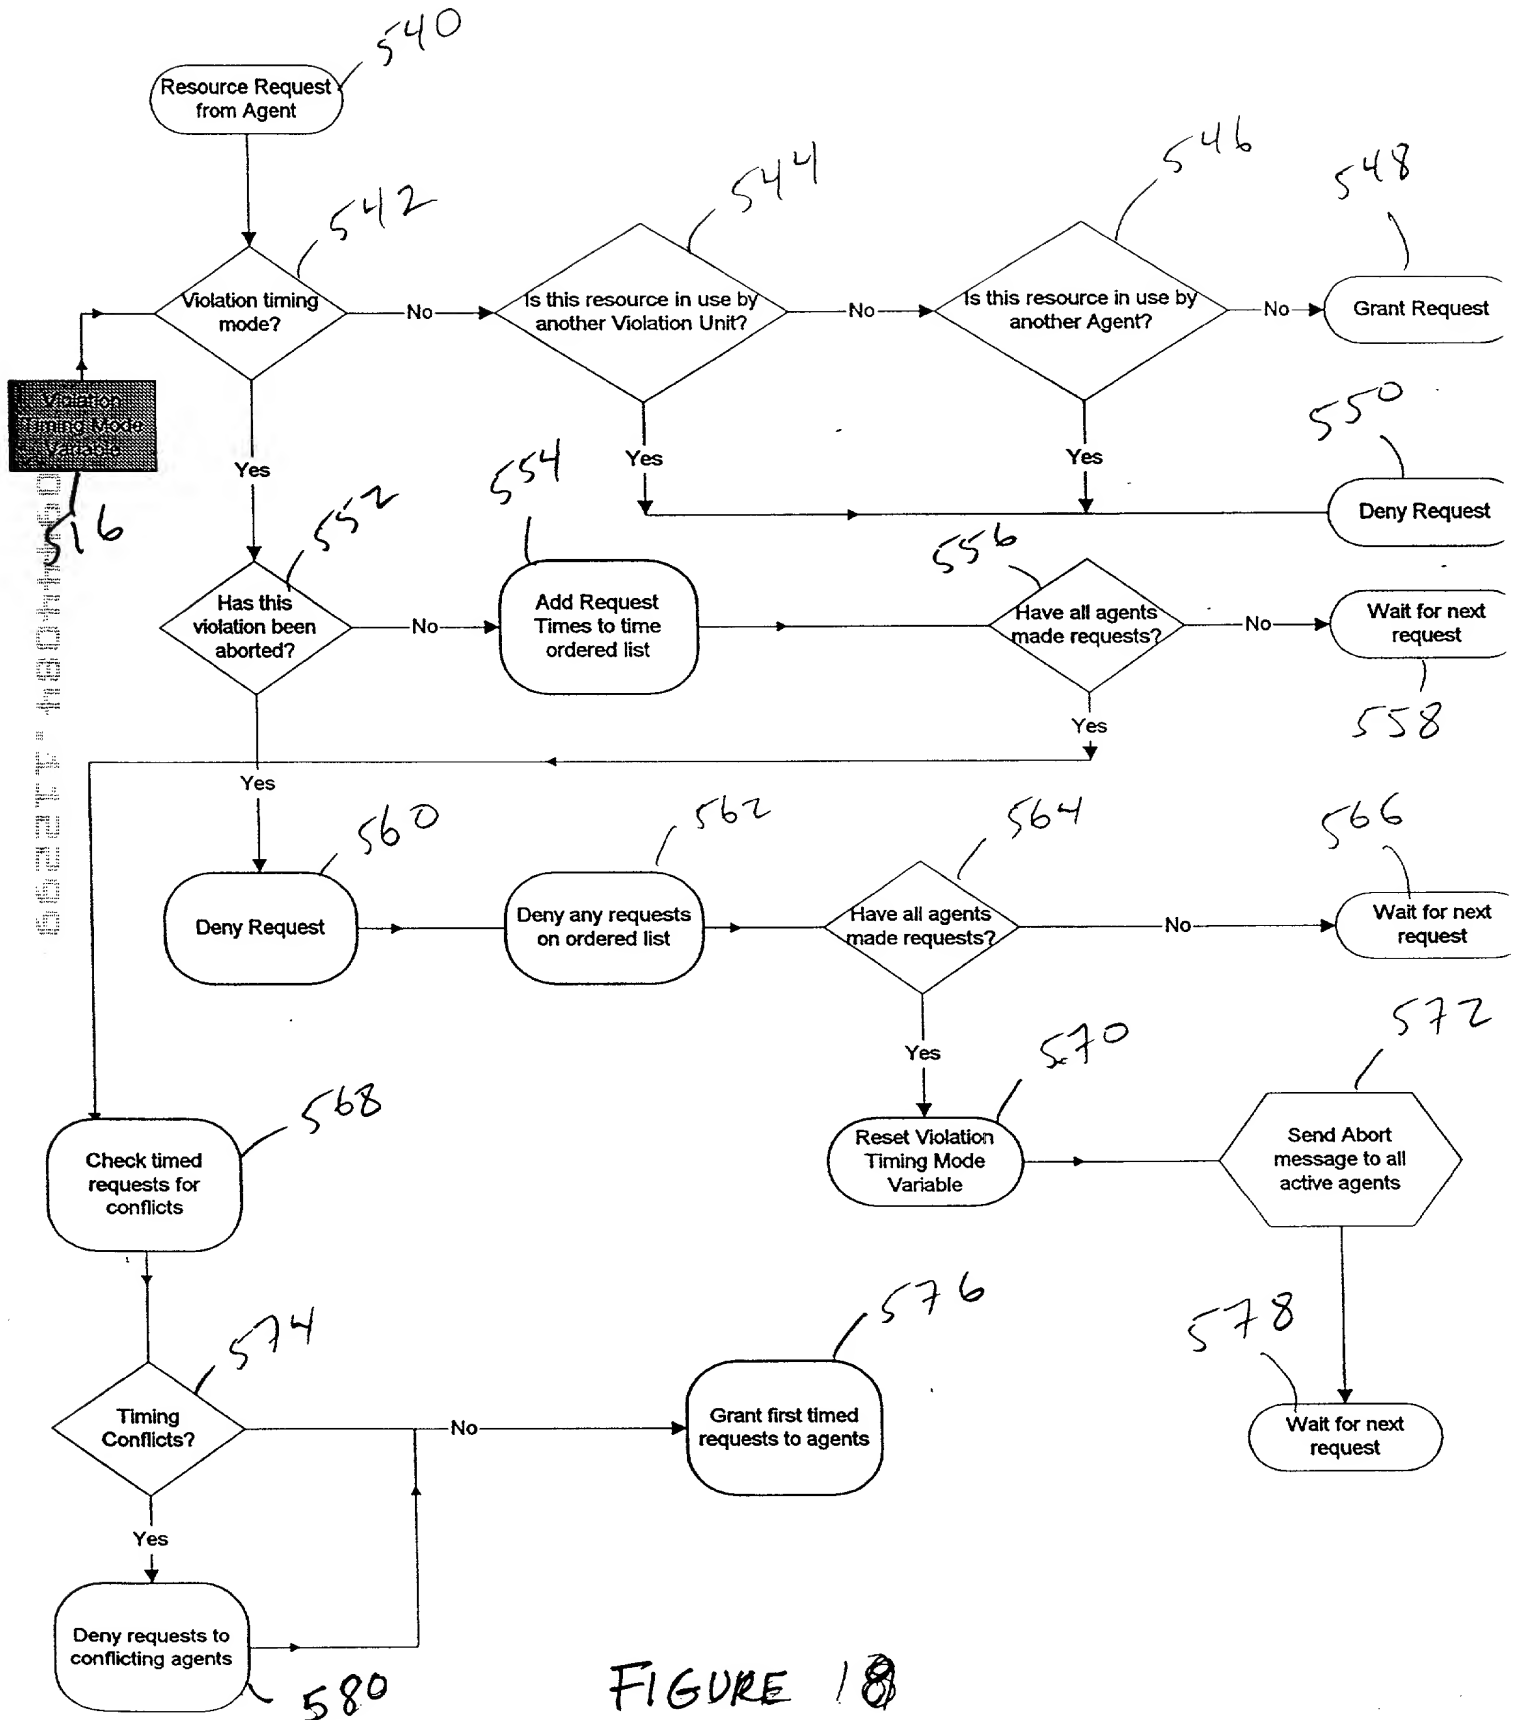 540
Resource Request
from Agent
542
544
546
548
Violation timing
mode?
No
Is this resource in use by
another Violation Unit?
No
Is this resource in use by
another Agent?
No
Grant Request
Violation
Timing Mode
Variable
516
Yes
Yes
Yes
550
Deny Request
552
554
556
Has this
violation been
aborted?
No
Add Request
Times to time
ordered list
Have all agents
made requests?
No
Wait for next
request
558
Yes
Yes
560
562
564
566
Deny Request
Deny any requests
on ordered list
Have all agents
made requests?
No
Wait for next
request
Yes
568
570
572
Check timed
requests for
conflicts
Reset Violation
Timing Mode
Variable
Send Abort
message to all
active agents
574
576
578
Timing
Conflicts?
No
Grant first timed
requests to agents
Wait for next
request
Yes
Deny requests to
conflicting agents
580
FIGURE 18